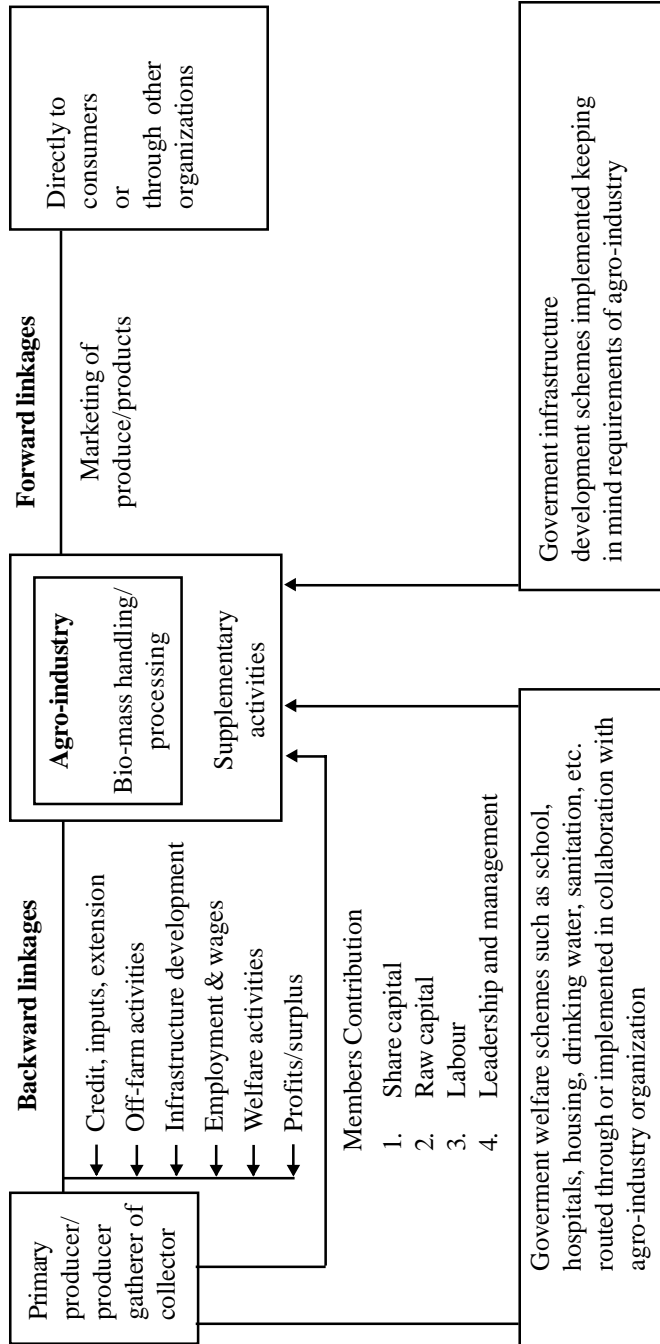 Backward linkages
Forward linkages
Primary
producer/
producer
gatherer of
collector
Credit, inputs, extension
Off-farm activities
Infrastructure development
Employment & wages
Welfare activities
Profits/surplus
Agro-industry
Bio-mass handling/
processing
Supplementary
activities
Marketing of
produce/products
Directly to
consumers
or
through other
organizations
Members Contribution
1. Share capital
2. Raw capital
3. Labour
4. Leadership and management
Goverment welfare schemes such as school,
hospitals, housing, drinking water, sanitation, etc.
routed through or implemented in collaboration with
agro-industry organization
Goverment infrastructure
development schemes implemented keeping
in mind requirements of agro-industry